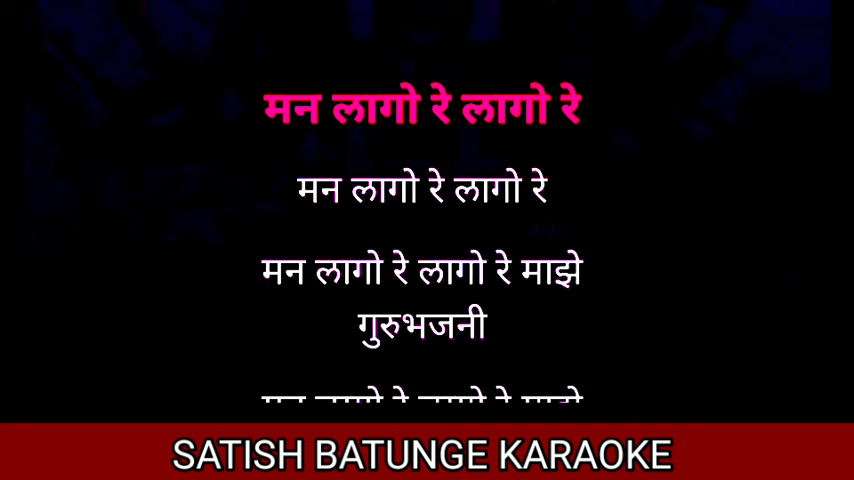 मन लागो रे लागो रे
मन लागो रे लागो रे
मन लागो रे लागो रे माझे
गुरुभजनी
SATISH BATUNGE KARAOKE